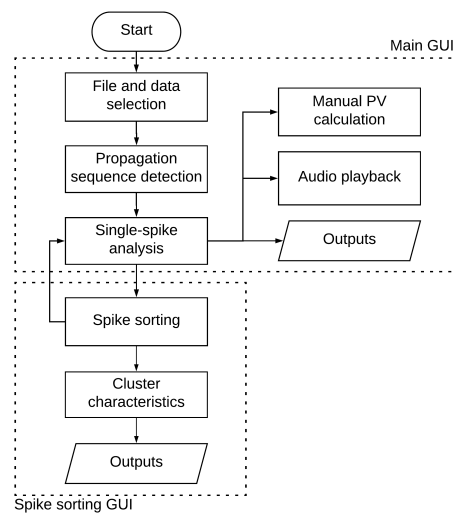 Start
Main GUI
File and data
selection
Manual PV
calculation
Propagation
sequence detection
Audio playback
Single-spike
analysis
Outputs
Spike sorting
Cluster
characteristics
Outputs
Spike sorting GUI